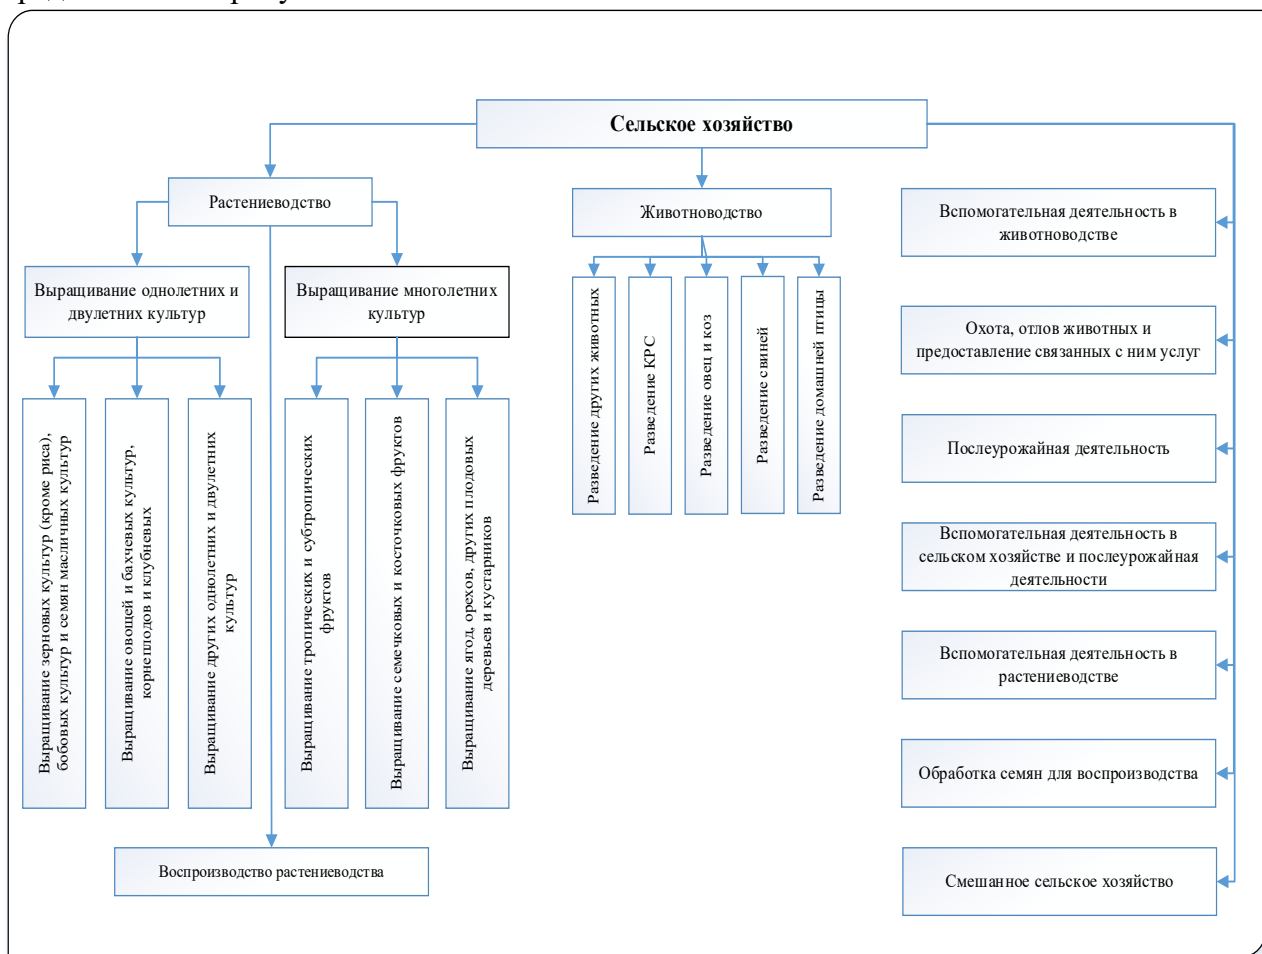 Сельское хозяйство
Растениеводство
Животноводство
Вспомогательная деятельность в
животноводстве
Выращивание однолетних и
двулетних культур
Выращивание многолетних
культур
Охота, отлов животных и
предоставление связанных с ним услуг
Послеурожайная деятельность
Вспомогательная деятельность в
сельском хозяйстве и послеурожайная
деятельности
Вспомогательная деятельность в
растениеводстве
Обработка семян для воспроизводства
Смешанное сельское хозяйство
Выращивание зерновых культур (кроме риса),
бобовых культур и семян масличных культур
Выращивание овощей и бахчевых культур,
корнеплодов и клубневых
Выращивание других однолетних и двулетних
культур
Выращивание тропических и субтропических
фруктов
Выращивание семечковых и косточковых фруктов
Выращивание ягод, орехов, других плодовых
деревьев и кустарников
Разведение других животных
Разведение КРС
Разведение овец и коз
Разведение свиней
Разведение домашней птицы
Воспроизводство растениеводства